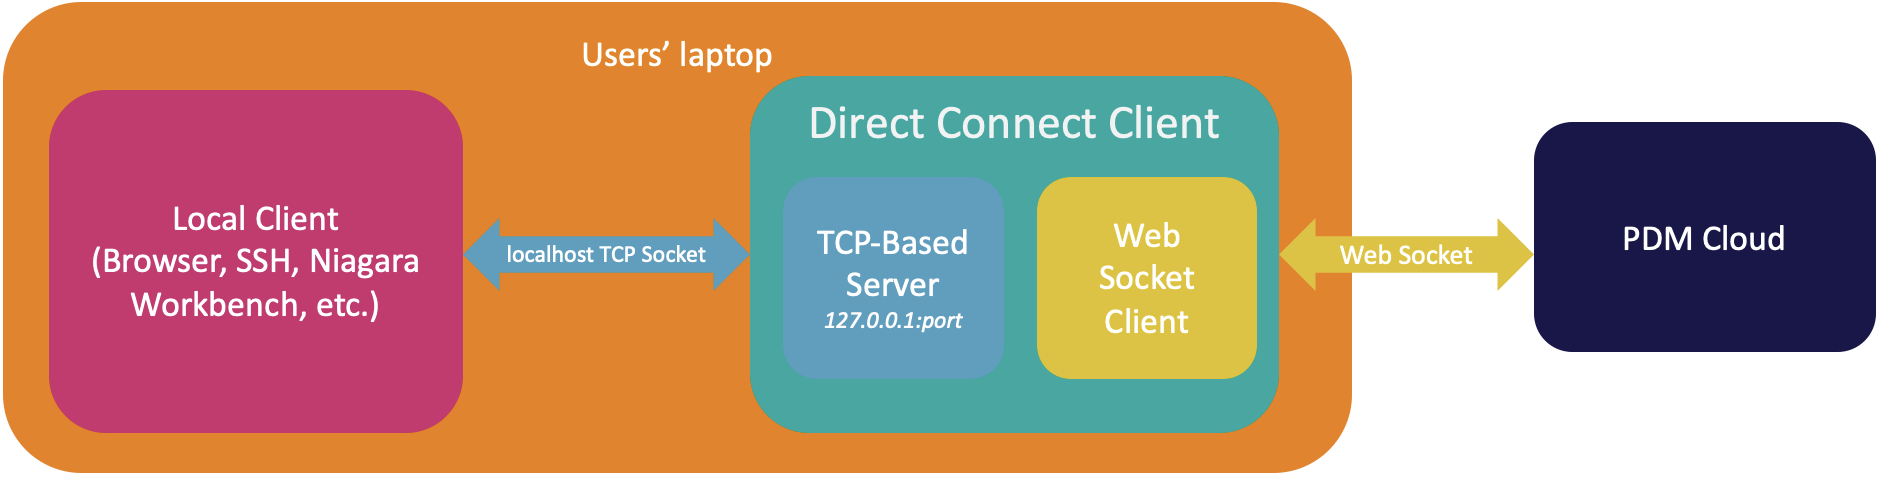 Users’ laptop
Local Client
(Browser, SSH, Niagara
Workbench, etc.)
localhost TCP Socket
Direct Connect Client
TCP-Based
Server
127.0.0.1:port
Web
Socket
Client
Web Socket
PDM Cloud